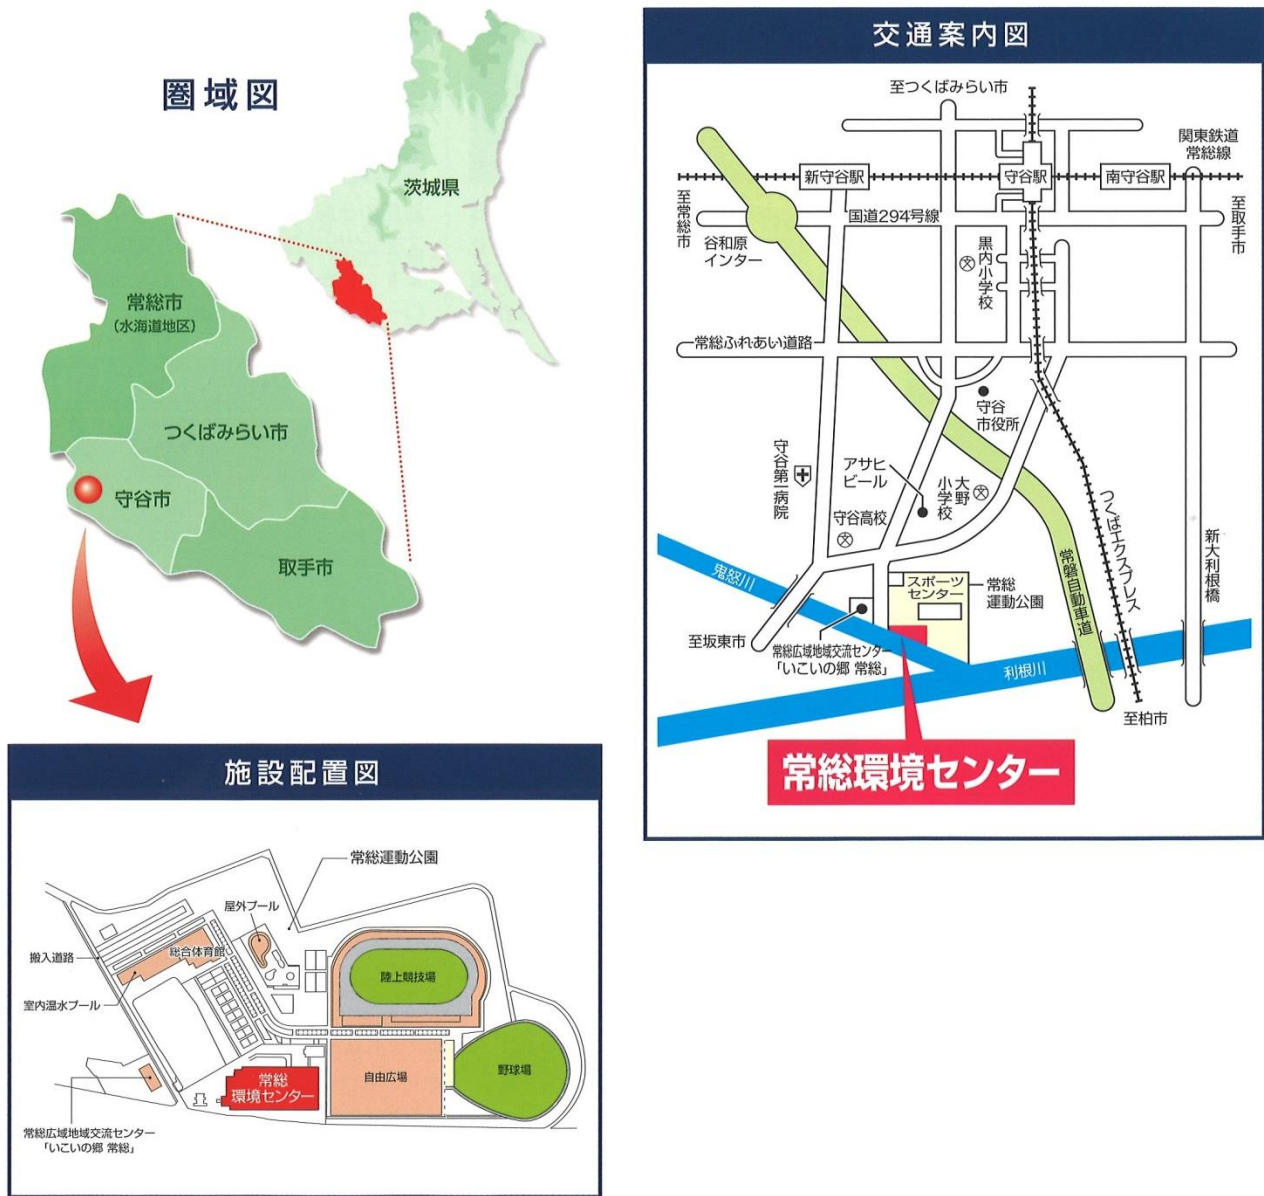 圏域図
茨城県
常総市
（水海道地区）
つくばみらい市
守谷市
取手市
交通案内図
至つくばみらい市
関東鉄道
常総線
新守谷駅
守谷駅
南守谷駅
至常総市
国道294号線
至取手市
谷和原
インター
黒内小学校
常総ふれあい道路
守谷
市役所
守谷第一病院
アサヒ
ビール
大野
小学校
守谷高校
つくばエクスプレス
新大利根橋
常磐自動車道
鬼怒川
スポーツ
センター
常総
運動公園
至坂東市
常総広域地域交流センター
「いこいの郷 常総」
利根川
至柏市
常総環境センター
施設配置図
常総運動公園
屋外プール
搬入道路
総合体育館
陸上競技場
室内温水プール
常総
環境センター
自由広場
野球場
常総広域地域交流センター
「いこいの郷 常総」